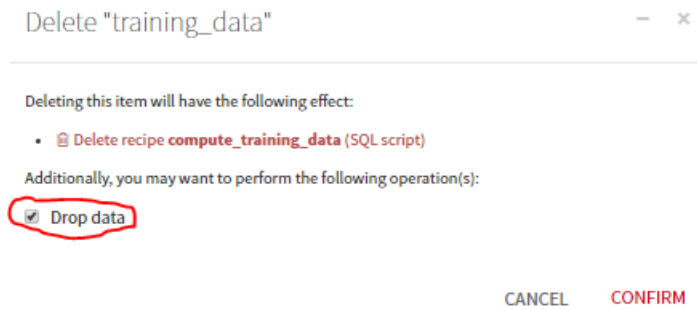 Delete "training_data"
Deleting this item will have the following effect:
Delete recipe compute_training_data (SQL script)
Additionally, you may want to perform the following operation(s):
Drop data
CANCEL CONFIRM